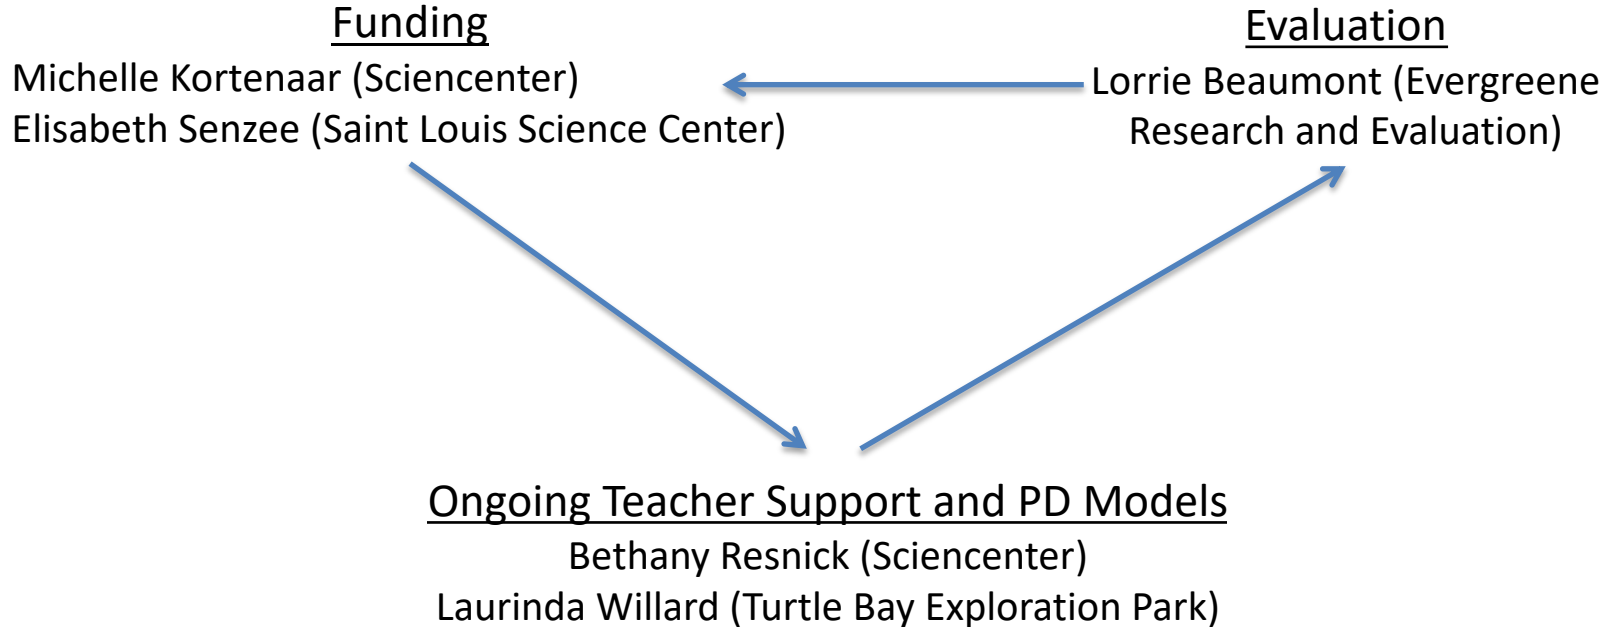 Funding
Michelle Kortenaar (Sciencenter)
Elisabeth Senzee (Saint Louis Science Center)
Evaluation
Lorrie Beaumont (Evergreene
Research and Evaluation)
Ongoing Teacher Support and PD Models
Bethany Resnick (Sciencenter)
Laurinda Willard (Turtle Bay Exploration Park)